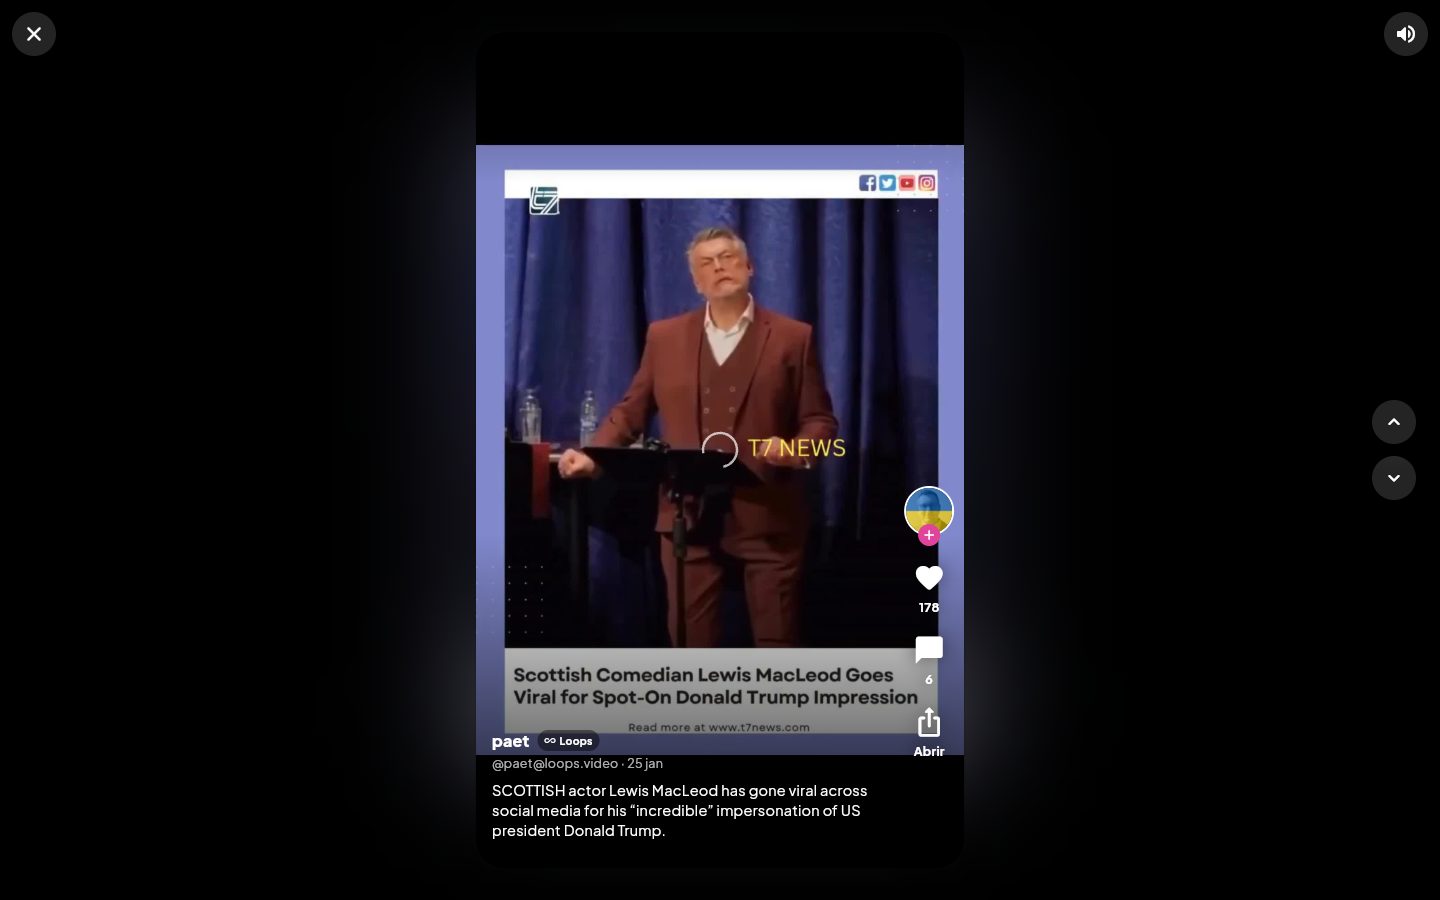 T7 NEWS
178
6
Scottish Comedian Lewis MacLeod Goes
Viral for Spot-On Donald Trump Impression
Read more at www.t7news.com
paet Loops
Abrir
@paet@loops.video · 25 jan
SCOTTISH actor Lewis MacLeod has gone viral across
social media for his “incredible” impersonation of US
president Donald Trump.